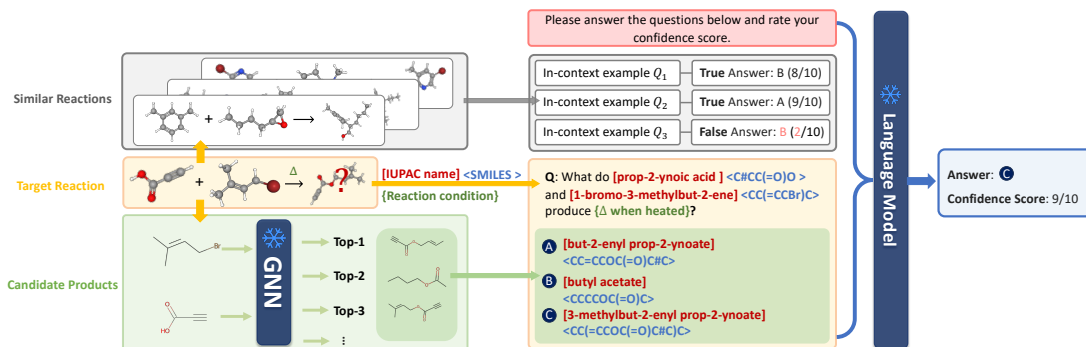 Please answer the questions below and rate your
confidence score.
Similar Reactions
In-context example Q1
True Answer: B (8/10)
In-context example Q2
True Answer: A (9/10)
In-context example Q3
False Answer: B (2/10)
Target Reaction
+
Δ
?
[IUPAC name] <SMILES >
{Reaction condition}
Q: What do [prop-2-ynoic acid ] <C#CC(=O)O >
and [1-bromo-3-methylbut-2-ene] <CC(=CCBr)C>
produce {Δ when heated}?
Candidate Products
Br
O
HO
GNN
Top-1
Top-2
Top-3
⋮
A [but-2-enyl prop-2-ynoate]
<CC=CCOC(=O)C#C>
B [butyl acetate]
<CCCCOC(=O)C>
C [3-methylbut-2-enyl prop-2-ynoate]
<CC(=CCOC(=O)C#C)C>
Language Model
Answer: C
Confidence Score: 9/10